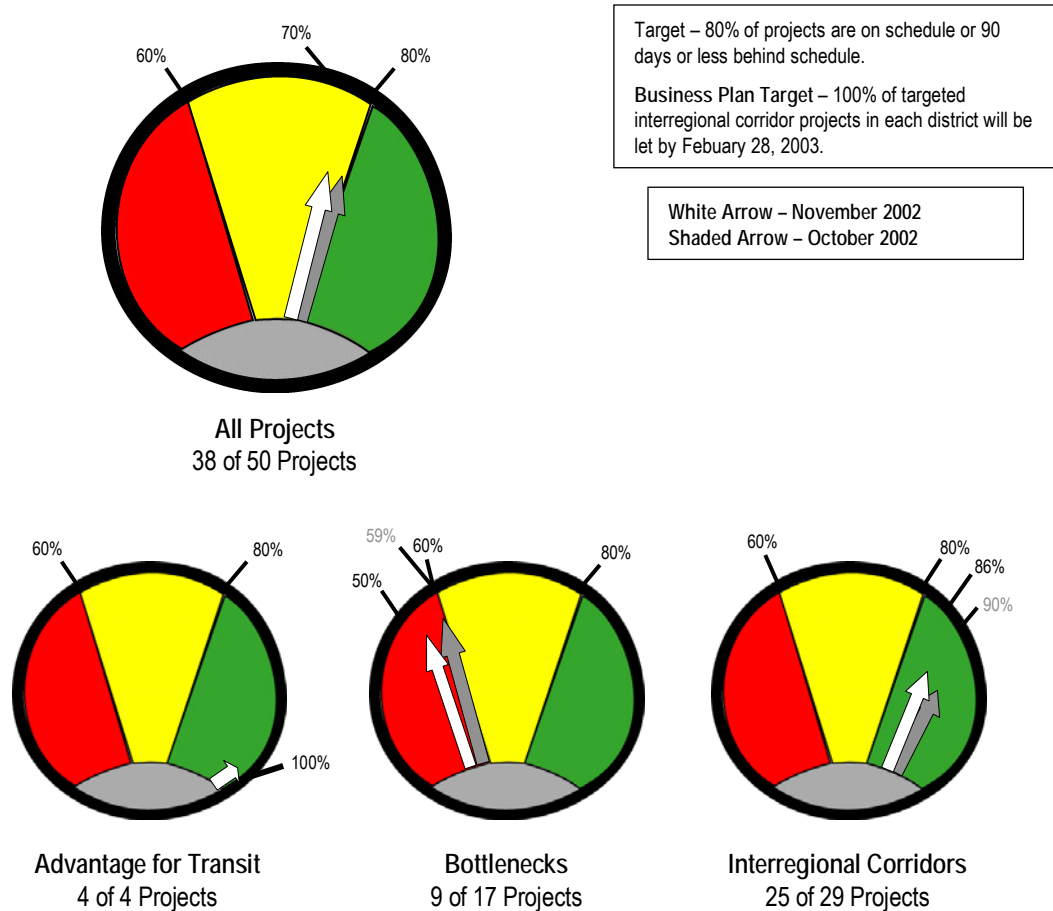 Target – 80% of projects are on schedule or 90
days or less behind schedule.
Business Plan Target – 100% of targeted
interregional corridor projects in each district will be
let by Febuary 28, 2003.
White Arrow – November 2002
Shaded Arrow – October 2002
60%
70%
80%
All Projects
38 of 50 Projects
60%
80%
100%
Advantage for Transit
4 of 4 Projects
59%
60%
50%
80%
Bottlenecks
9 of 17 Projects
60%
80%
86%
90%
Interregional Corridors
25 of 29 Projects